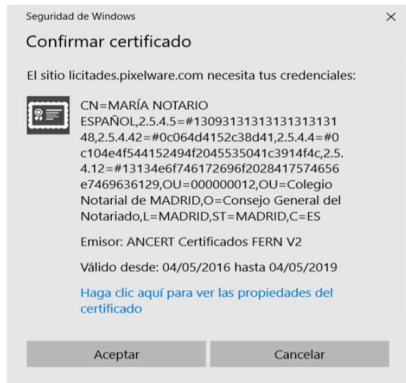 Seguridad de Windows
Confirmar certificado
El sitio licitades.pixelware.com necesita tus credenciales:
CN=MARÍA NOTARIO
ESPAÑOL,2.5.4.5=#13093131313131313131
48,2.5.4.42=#0c064d4152c38d41,2.5.4.4=#0
c104e4f544152494f2045535041c3914f4c,2.5.
4.12=#13134e6f746172696f2028417574656
e7469636129,OU=000000012,OU=Colegio
Notarial de MADRID,O=Consejo General del
Notariado,L=MADRID,ST=MADRID,C=ES
Emisor: ANCERT Certificados FERN V2
Válido desde: 04/05/2016 hasta 04/05/2019
Haga clic aquí para ver las propiedades del
certificado
Aceptar
Cancelar